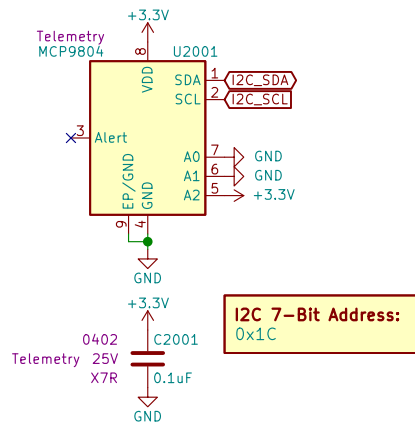 +3.3V
Telemetry
MCP9804
U2001
8
VDD
SDA 1 I2C_SDA
SCL 2 I2C_SCL
3 Alert
A0 7 GND
A1 6 GND
A2 5 +3.3V
EP/GND
GND
9
4
GND
+3.3V
0402 C2001
Telemetry 25V
X7R 0.1uF
GND
I2C 7-Bit Address:
0x1C